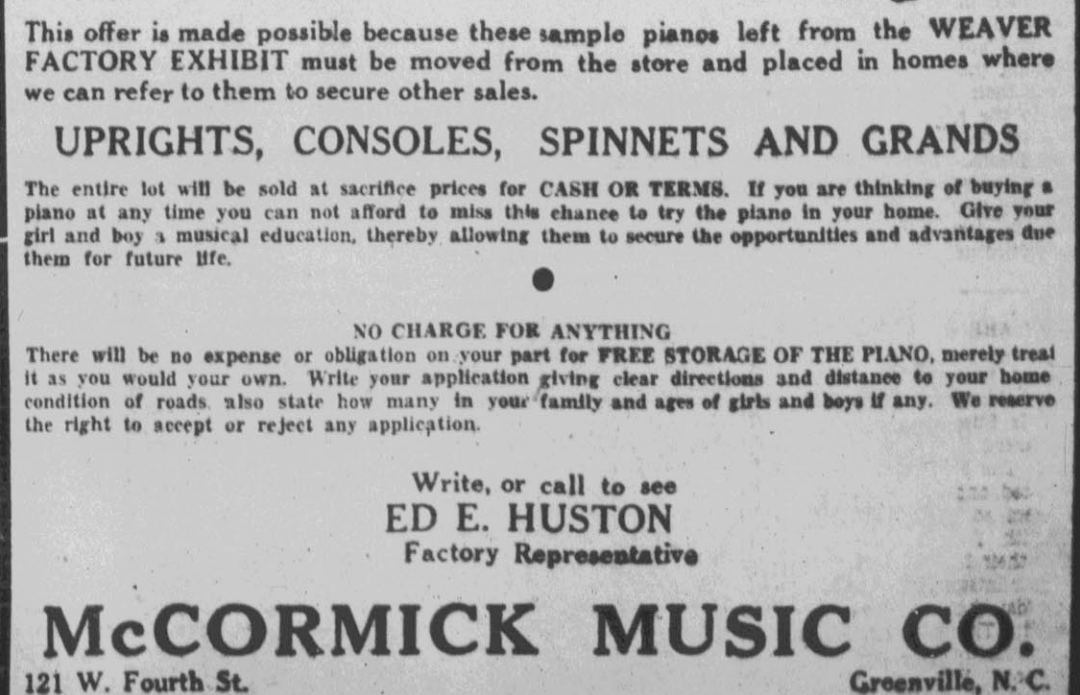 This offer is made possible because these sample pianos left from the WEAVER
FACTORY EXHIBIT must be moved from the store and placed in homes where
we can refer to them to secure other sales.
UPRIGHTS, CONSOLES, SPINNETS AND GRANDS
The entire lot will be sold at sacrifice prices for CASH OR TERMS. If you are thinking of buying a
piano at any time you can not afford to miss this chance to try the piano in your home. Give your
girl and boy a musical education, thereby allowing them to secure the opportunities and advantages due
them for future life.
NO CHARGE FOR ANYTHING
There will be no expense or obligation on your part for FREE STORAGE OF THE PIANO, merely treat
it as you would your own. Write your application giving clear directions and distance to your home
condition of roads also state how many in your family and ages of girls and boys if any. We reserve
the right to accept or reject any application.
Write, or call to see
ED E. HUSTON
Factory Representative
McCORMICK MUSIC CO.
121 W. Fourth St. Greenville, N. C.